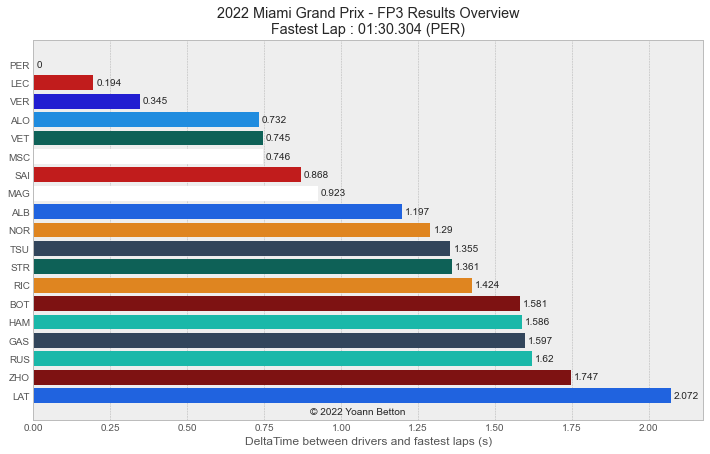 2022 Miami Grand Prix - FP3 Results Overview
Fastest Lap : 01:30.304 (PER)
PER 0
LEC 0.194
VER 0.345
ALO 0.732
VET 0.745
MSC 0.746
SAI 0.868
MAG 0.923
ALB 1.197
NOR 1.29
TSU 1.355
STR 1.361
RIC 1.424
BOT 1.581
HAM 1.586
GAS 1.597
RUS 1.62
ZHO 1.747
LAT 2.072
© 2022 Yoann Betton
0.00 0.25 0.50 0.75 1.00 1.25 1.50 1.75 2.00
DeltaTime between drivers and fastest laps (s)